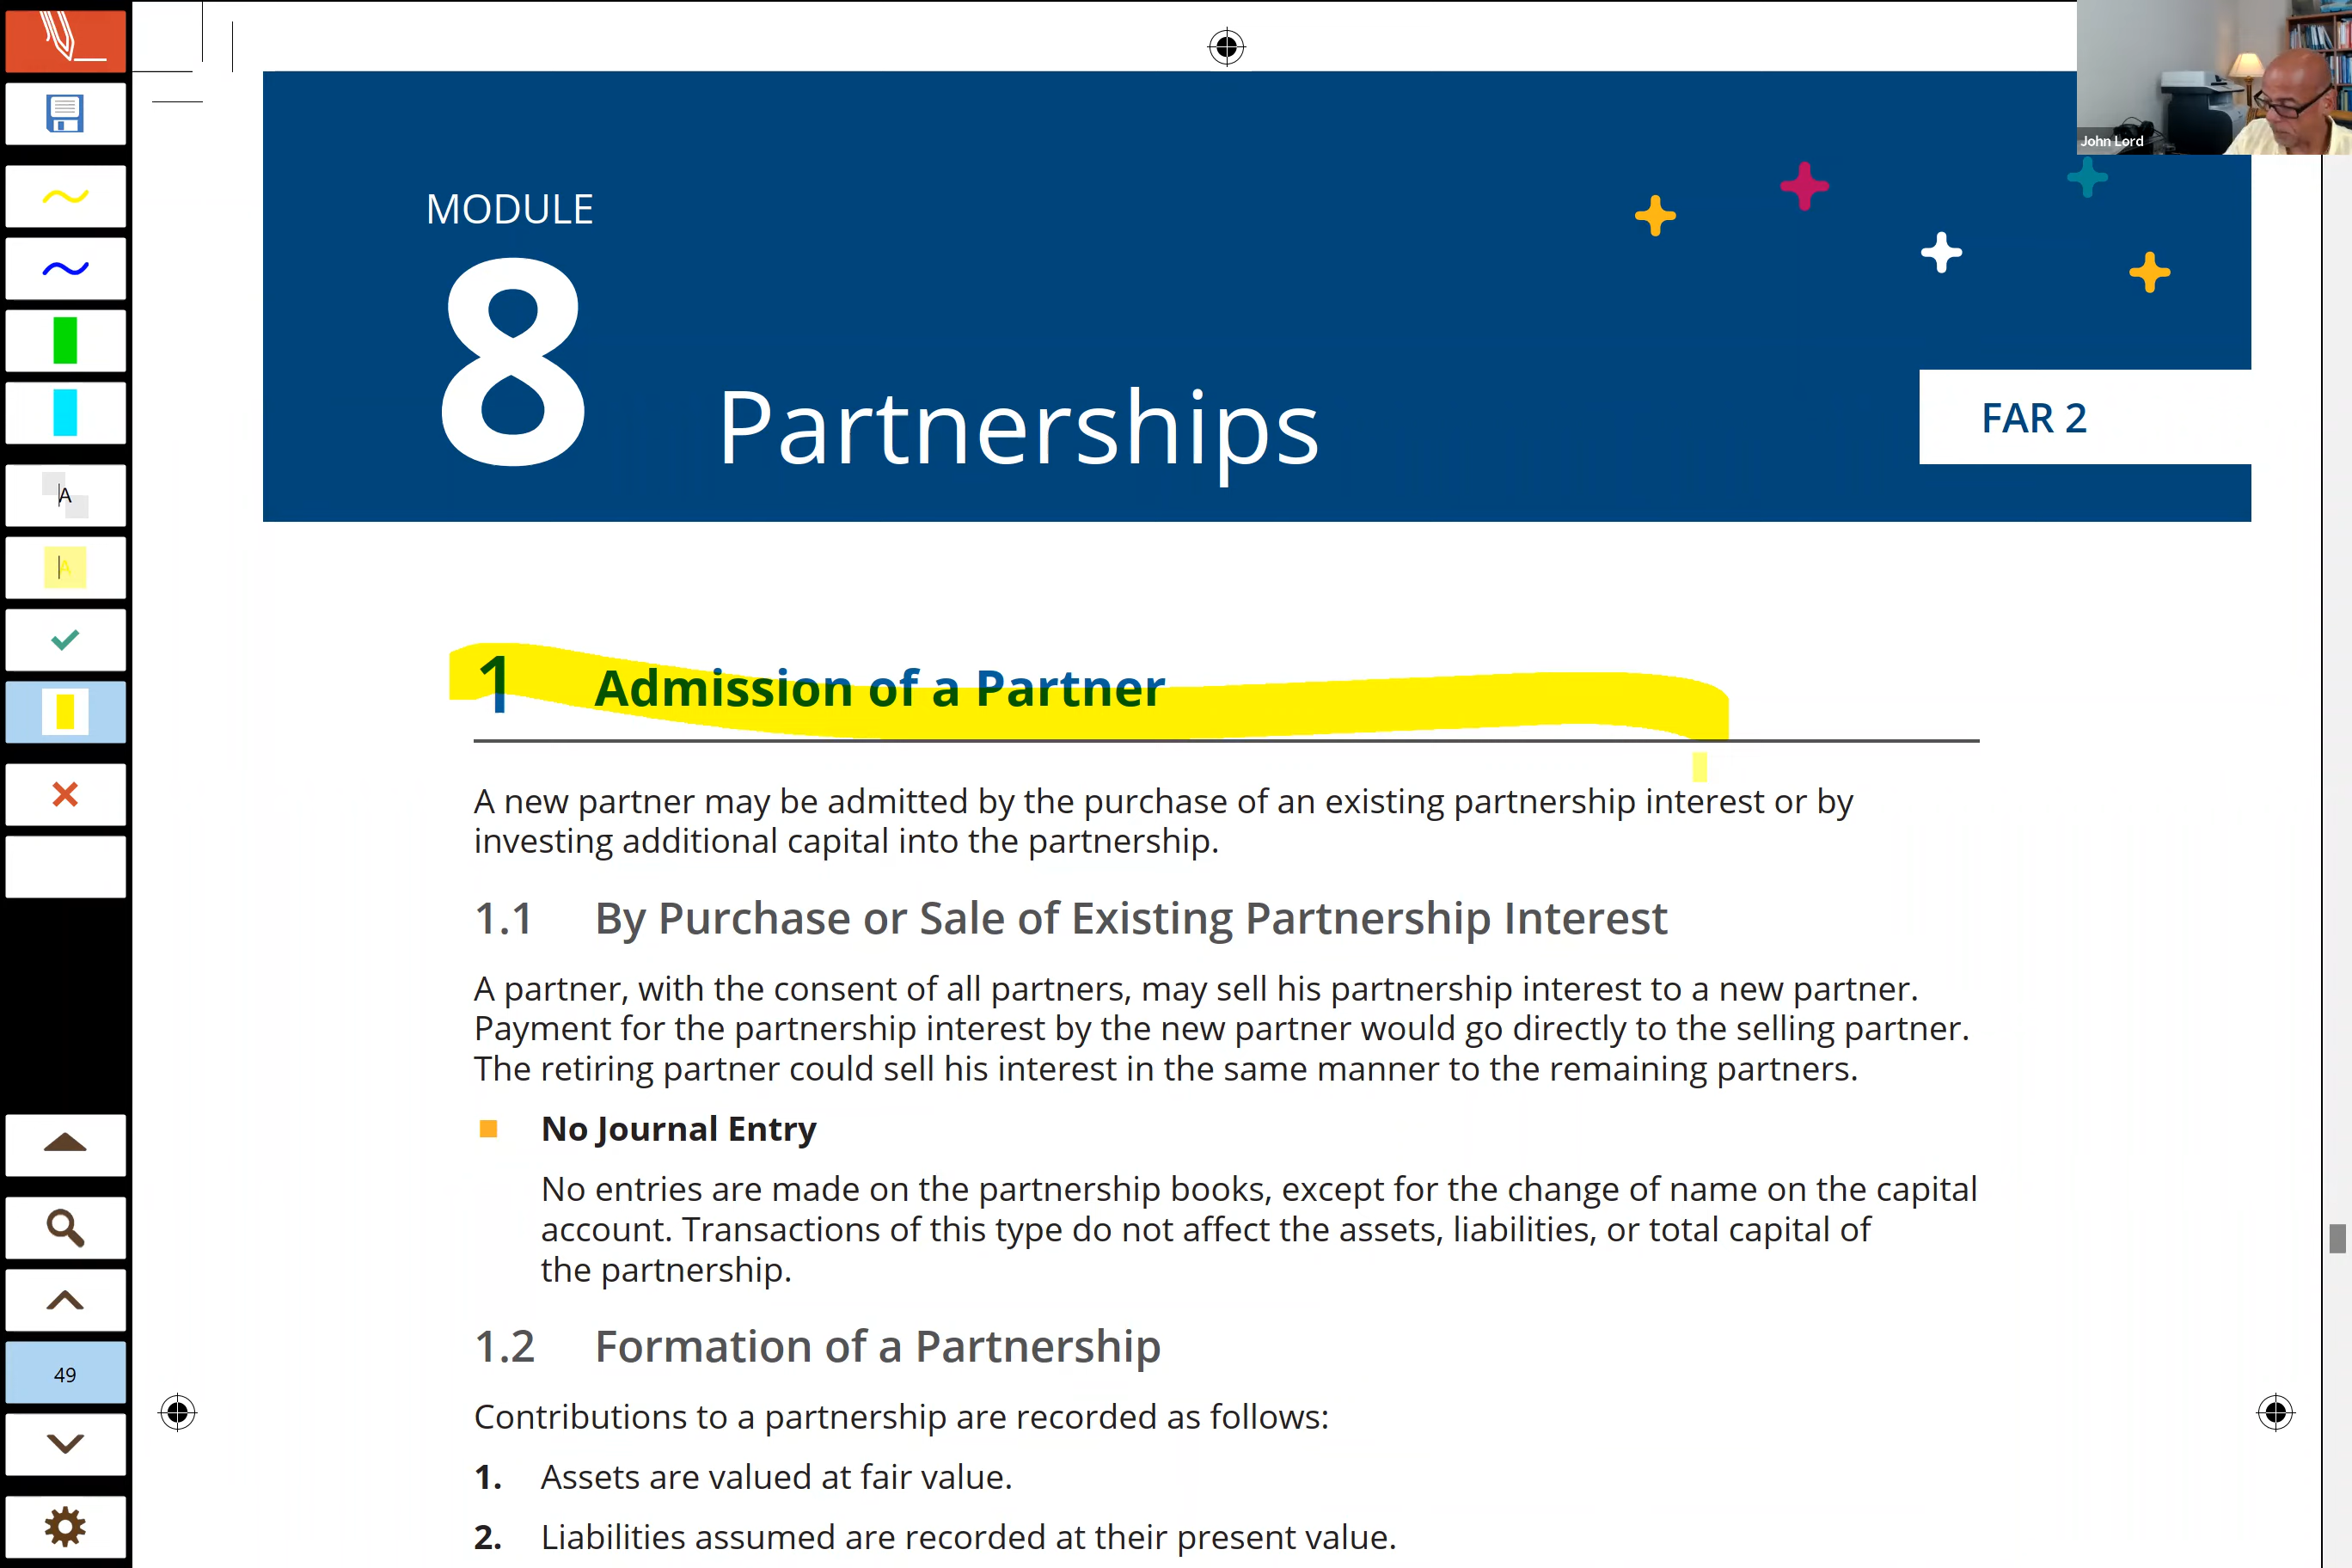 John Lord
MODULE
8 Partnerships
FAR 2
1 Admission of a Partner
A new partner may be admitted by the purchase of an existing partnership interest or by
investing additional capital into the partnership.
1.1 By Purchase or Sale of Existing Partnership Interest
A partner, with the consent of all partners, may sell his partnership interest to a new partner.
Payment for the partnership interest by the new partner would go directly to the selling partner.
The retiring partner could sell his interest in the same manner to the remaining partners.
No Journal Entry
No entries are made on the partnership books, except for the change of name on the capital
account. Transactions of this type do not affect the assets, liabilities, or total capital of
the partnership.
1.2 Formation of a Partnership
Contributions to a partnership are recorded as follows:
1. Assets are valued at fair value.
2. Liabilities assumed are recorded at their present value.
A
A
49